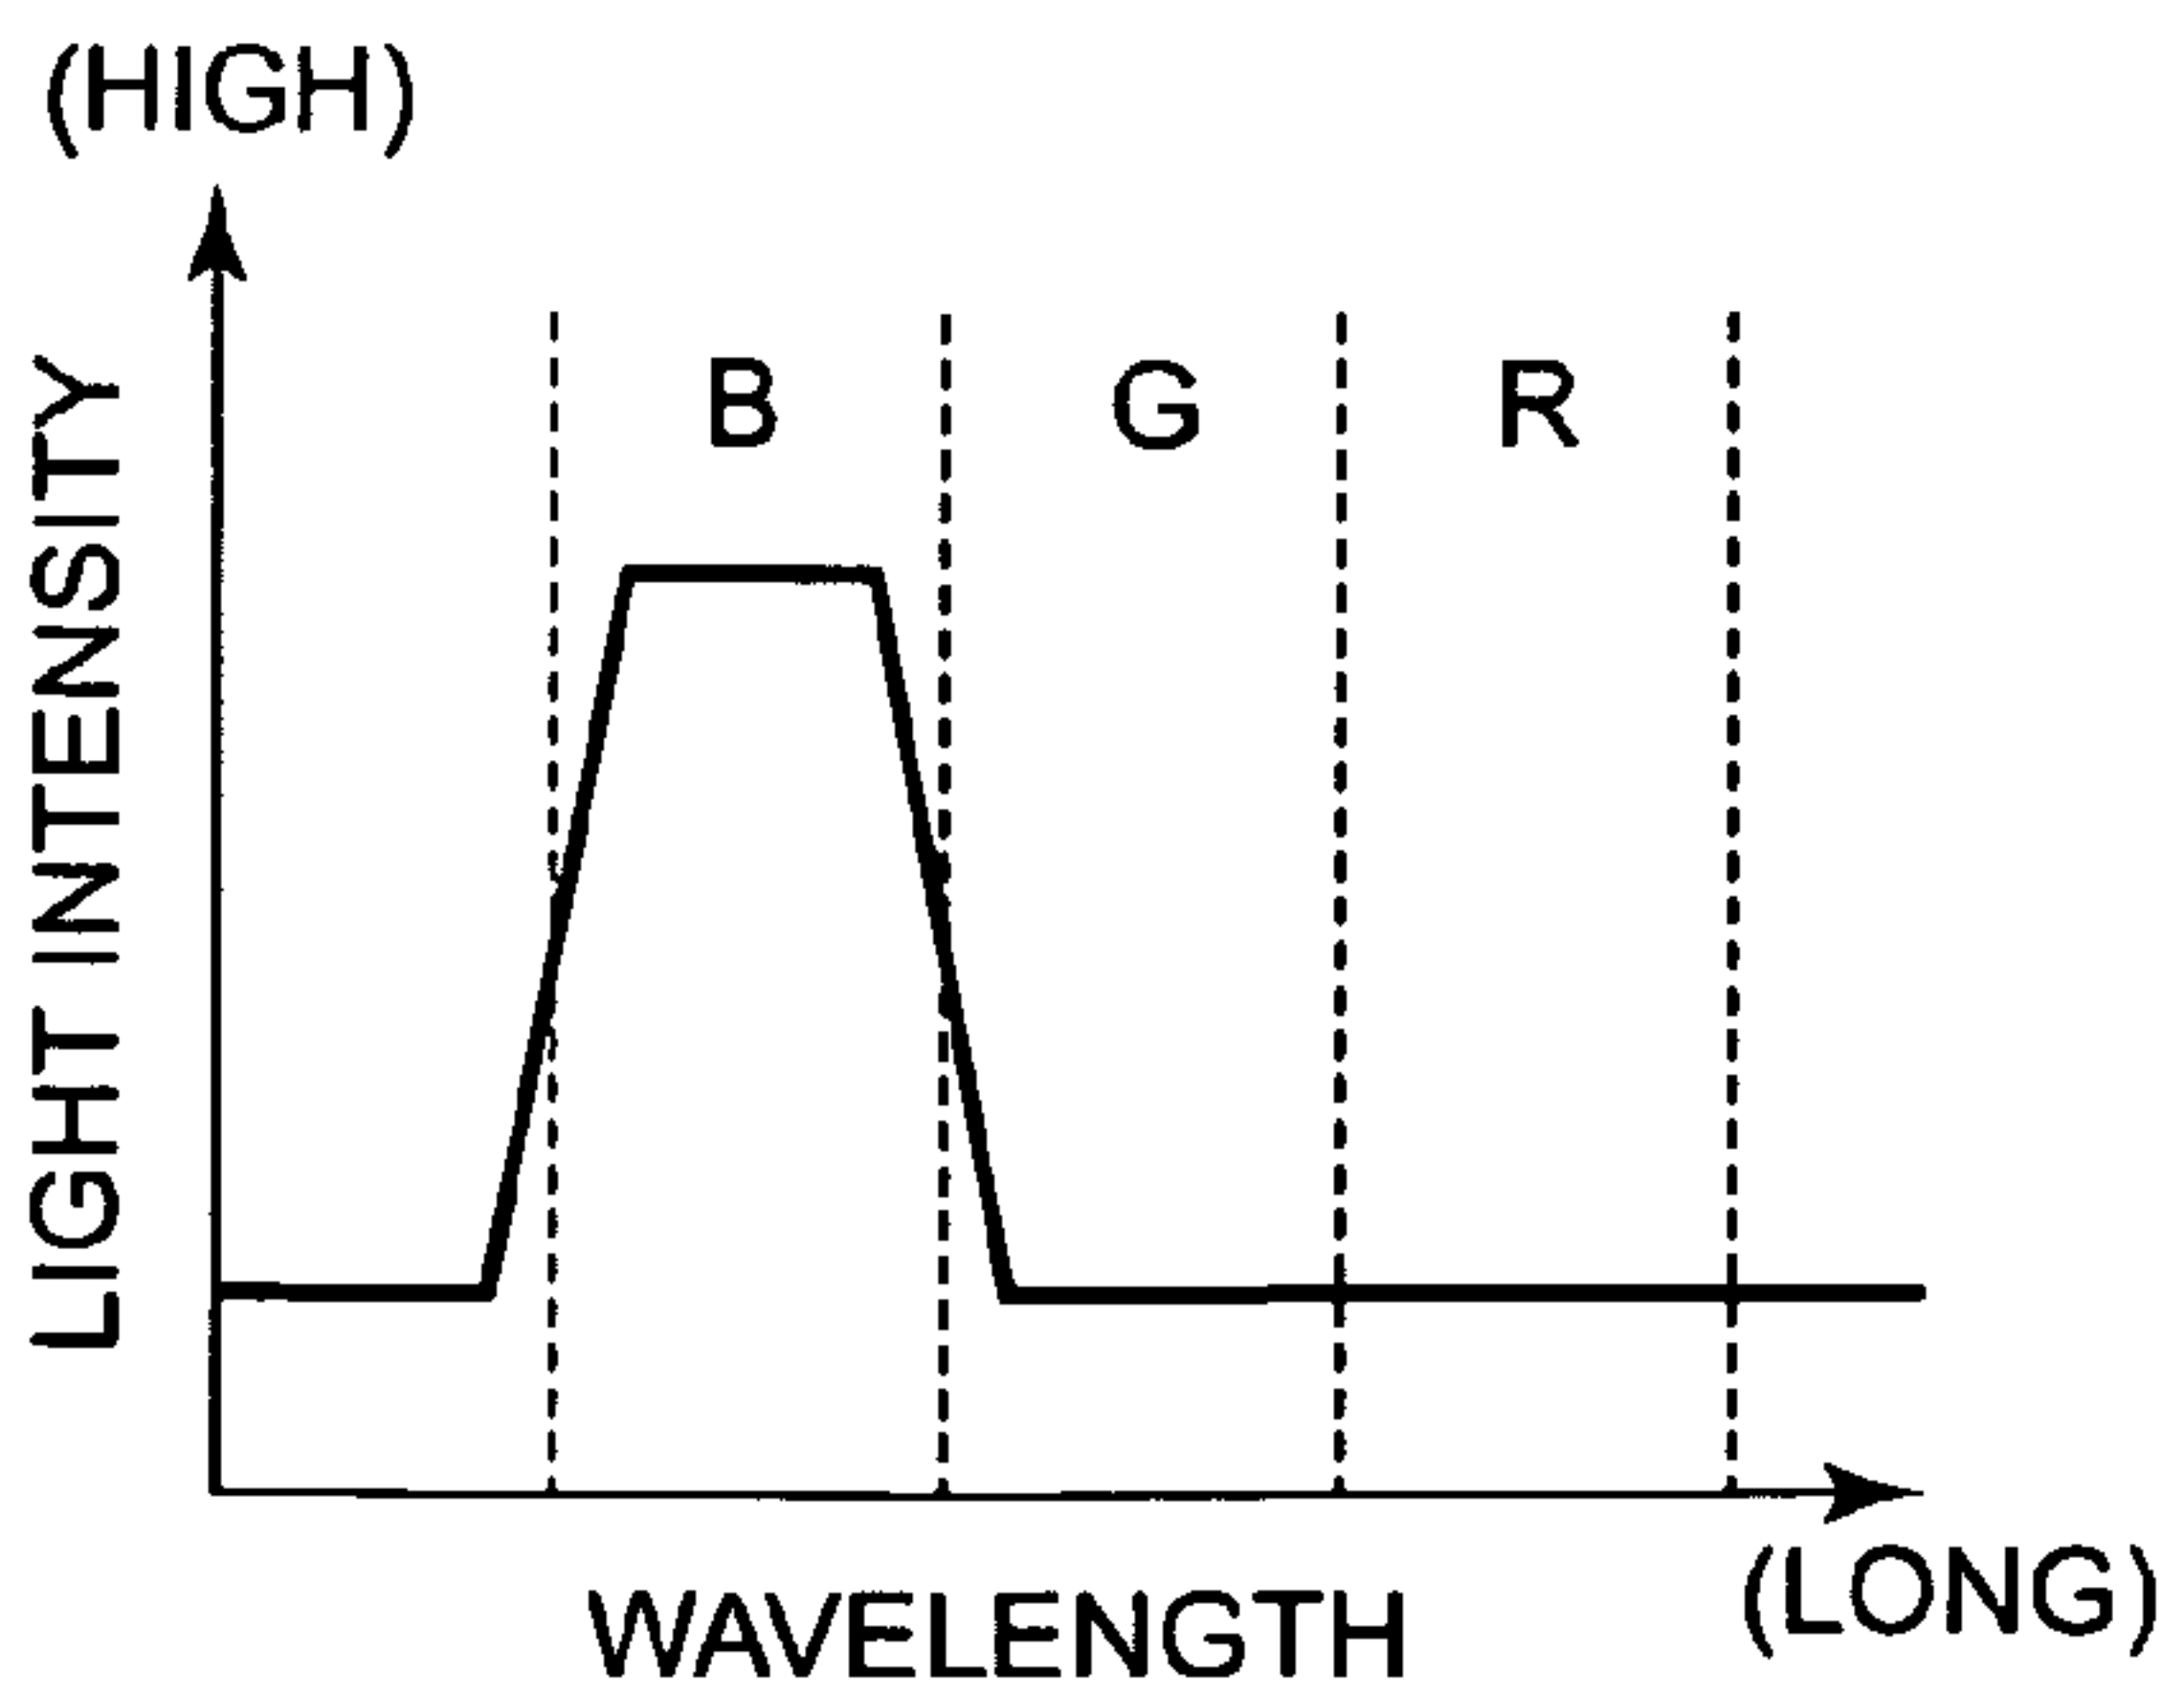 (HIGH)
LIGHT INTENSITY
B G R
(LONG)
WAVELENGTH